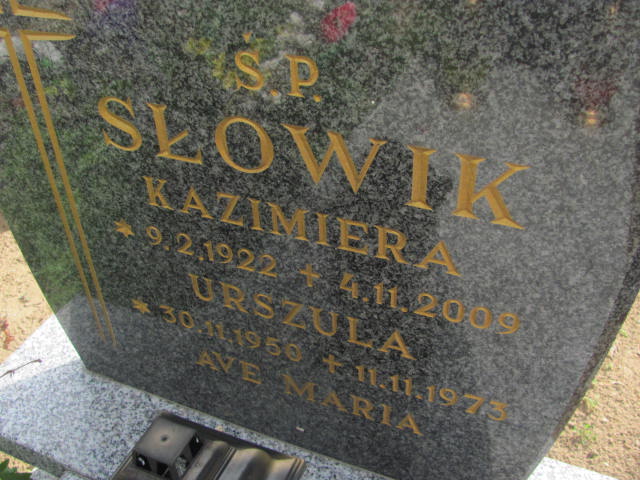 Ś.P.
SŁOWIK
KAZIMIERA
* 9.2.1922 + 4.11.2009
URSZULA
* 30.11.1950 + 11.11.1973
AVE MARIA